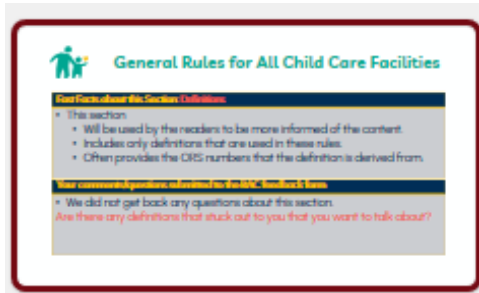 General Rules for All Child Care Facilities
Fast Facts about this Section: Definitions
• This section
• Will be used by the readers to be more informed of the content.
• Includes only definitions that are used in these rules.
• Often provides the ORS numbers that the definition is derived from.
Your comments/questions submitted to the RAC feedback form
• We did not get back any questions about this section.
Are there any definitions that stuck out to you that you want to talk about?